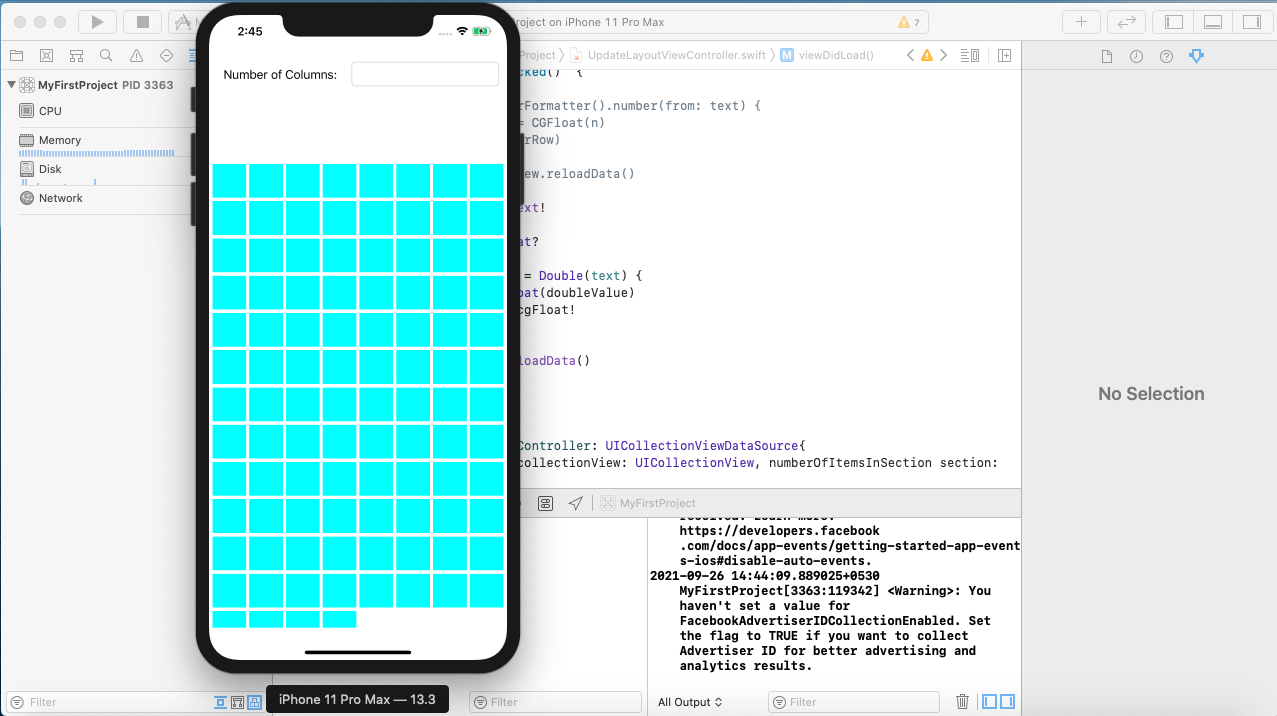 Project on iPhone 11 Pro Max
7
2:45
Number of Columns:
Project
UpdateLayoutViewController.swift
M
viewDidLoad()
MyFirstProject PID 3363
CPU
Memory
Disk
Network
cked() {
rFormatter().number(from: text) {
= CGFloat(n)
rRow)
ew.reloadData()
ext!
at?
= Double(text) {
oat(doubleValue)
cgFloat!
loadData()
Controller: UICollectionViewDataSource{
collectionView: UICollectionView, numberOfItemsInSection section:
No Selection
MyFirstProject
received. Learn more:
https://developers.facebook
.com/docs/app-events/getting-started-app-event
s-ios#disable-auto-events.
2021-09-26 14:44:09.889025+0530
MyFirstProject[3363:119342] <Warning>: You
haven't set a value for
FacebookAdvertiserIDCollectionEnabled. Set
the flag to TRUE if you want to collect
Advertiser ID for better advertising and
analytics results.
Filter
iPhone 11 Pro Max — 13.3
Filter
All Output
Filter